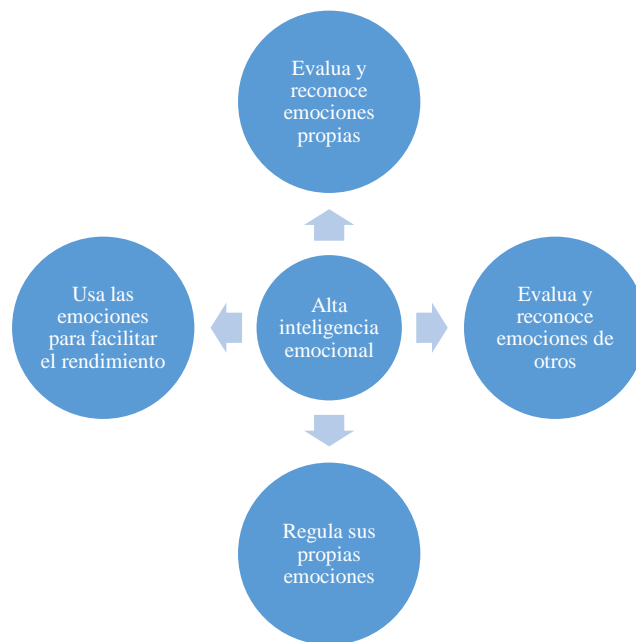 Evalua y
reconoce
emociones
propias
Usa las
emociones
para facilitar
el rendimiento
Alta
inteligencia
emocional
Evalua y
reconoce
emociones de
otros
Regula sus
propias
emociones